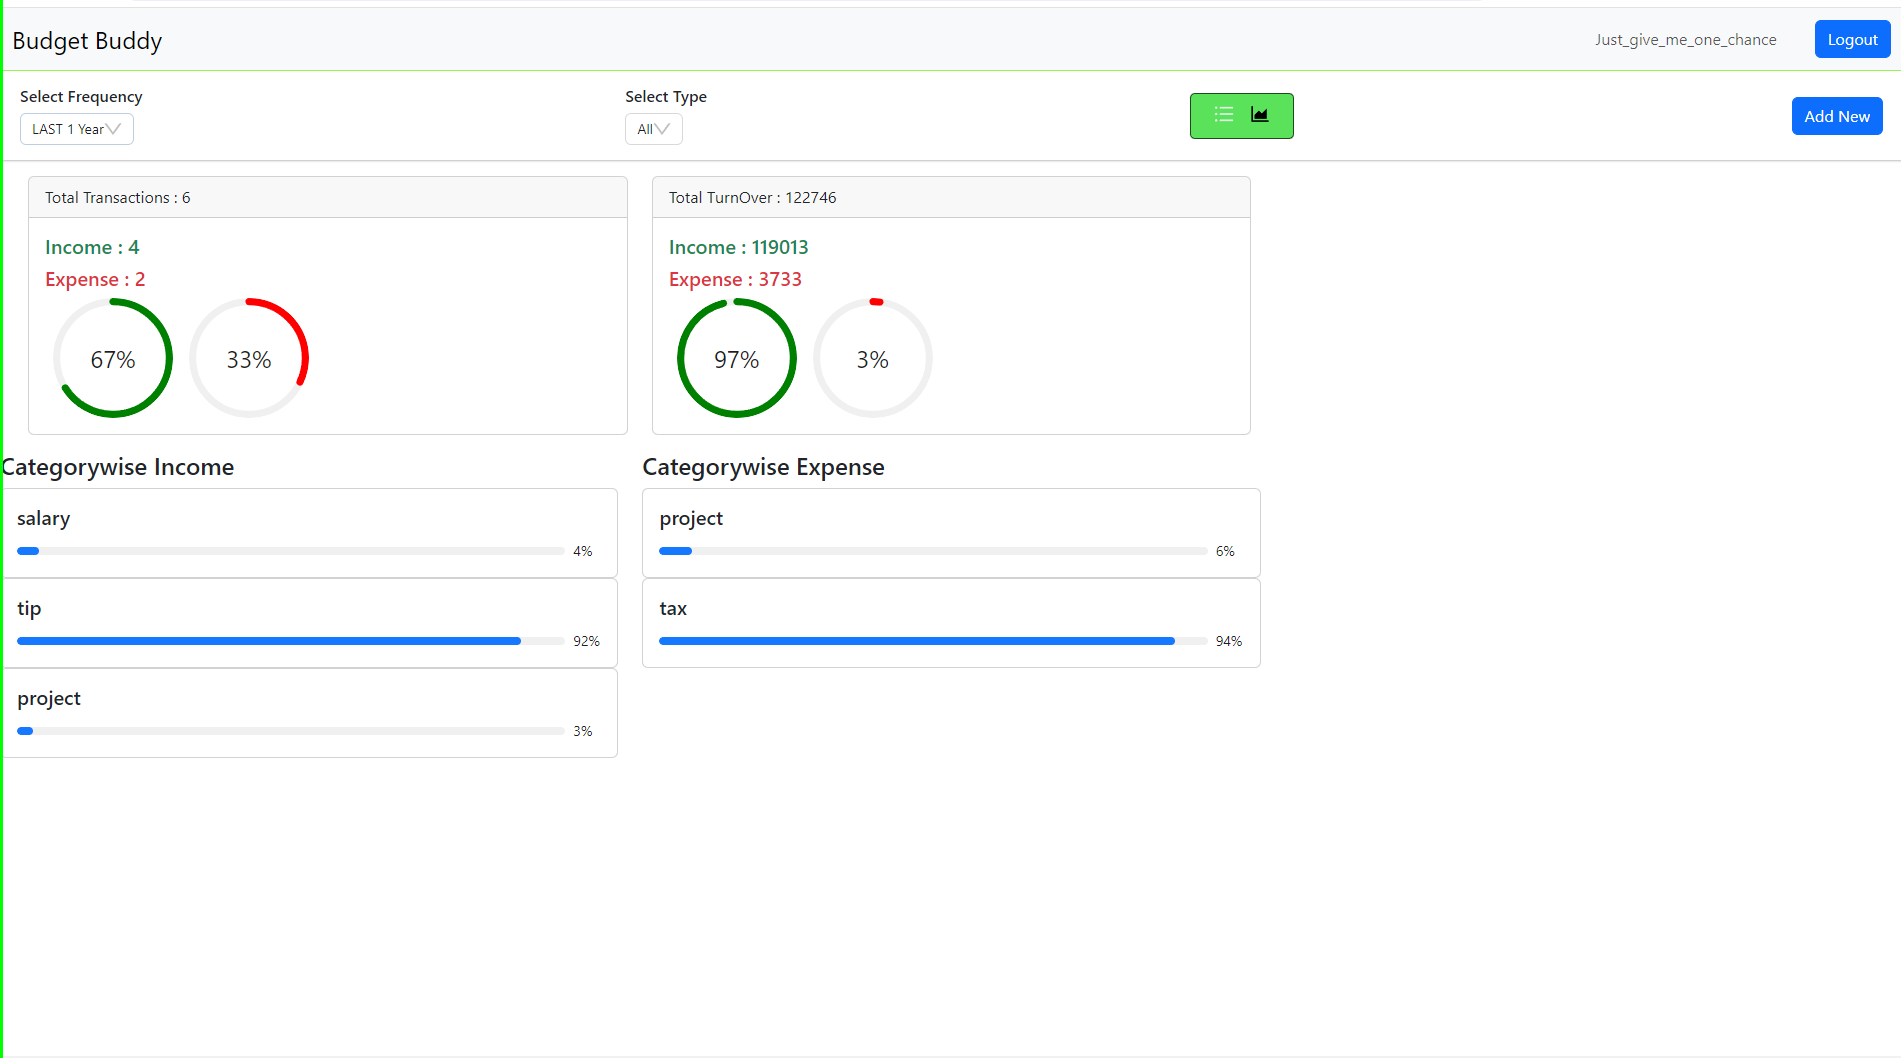 Budget Buddy
Just_give_me_one_chance
Logout
Select Frequency
LAST 1 Year
Select Type
All
Add New
Total Transactions : 6
Income : 4
Expense : 2
67%
33%
Total TurnOver : 122746
Income : 119013
Expense : 3733
97%
3%
Categorywise Income
salary
4%
tip
92%
project
3%
Categorywise Expense
project
6%
tax
94%